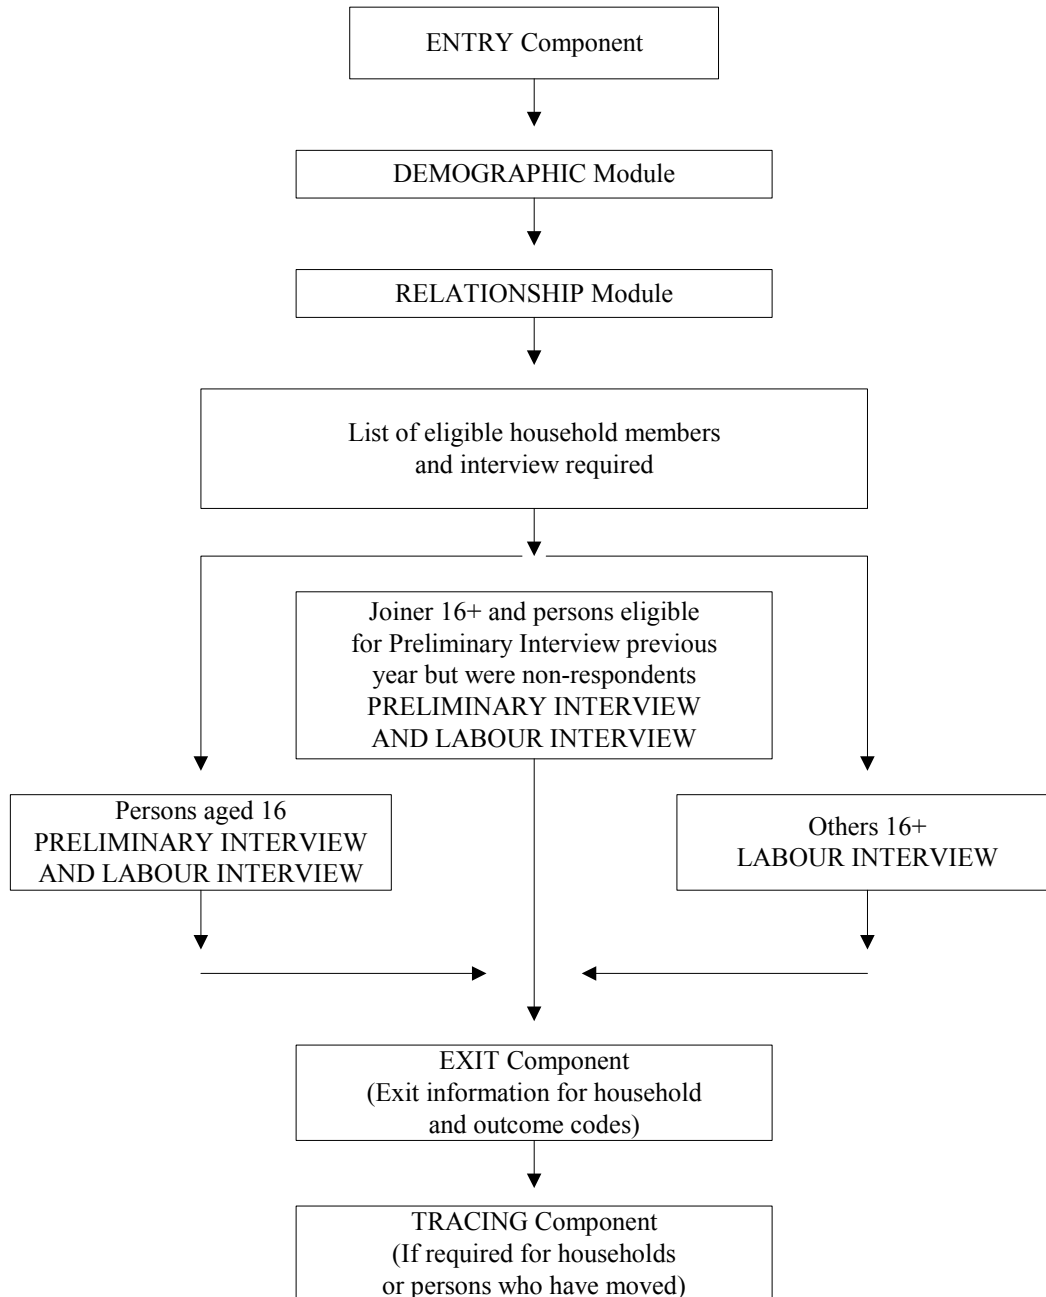 ENTRY Component
DEMOGRAPHIC Module
RELATIONSHIP Module
List of eligible household members
and interview required
Joiner 16+ and persons eligible
for Preliminary Interview previous
year but were non-respondents
PRELIMINARY INTERVIEW
AND LABOUR INTERVIEW
Persons aged 16
PRELIMINARY INTERVIEW
AND LABOUR INTERVIEW
Others 16+
LABOUR INTERVIEW
EXIT Component
(Exit information for household
and outcome codes)
TRACING Component
(If required for households
or persons who have moved)